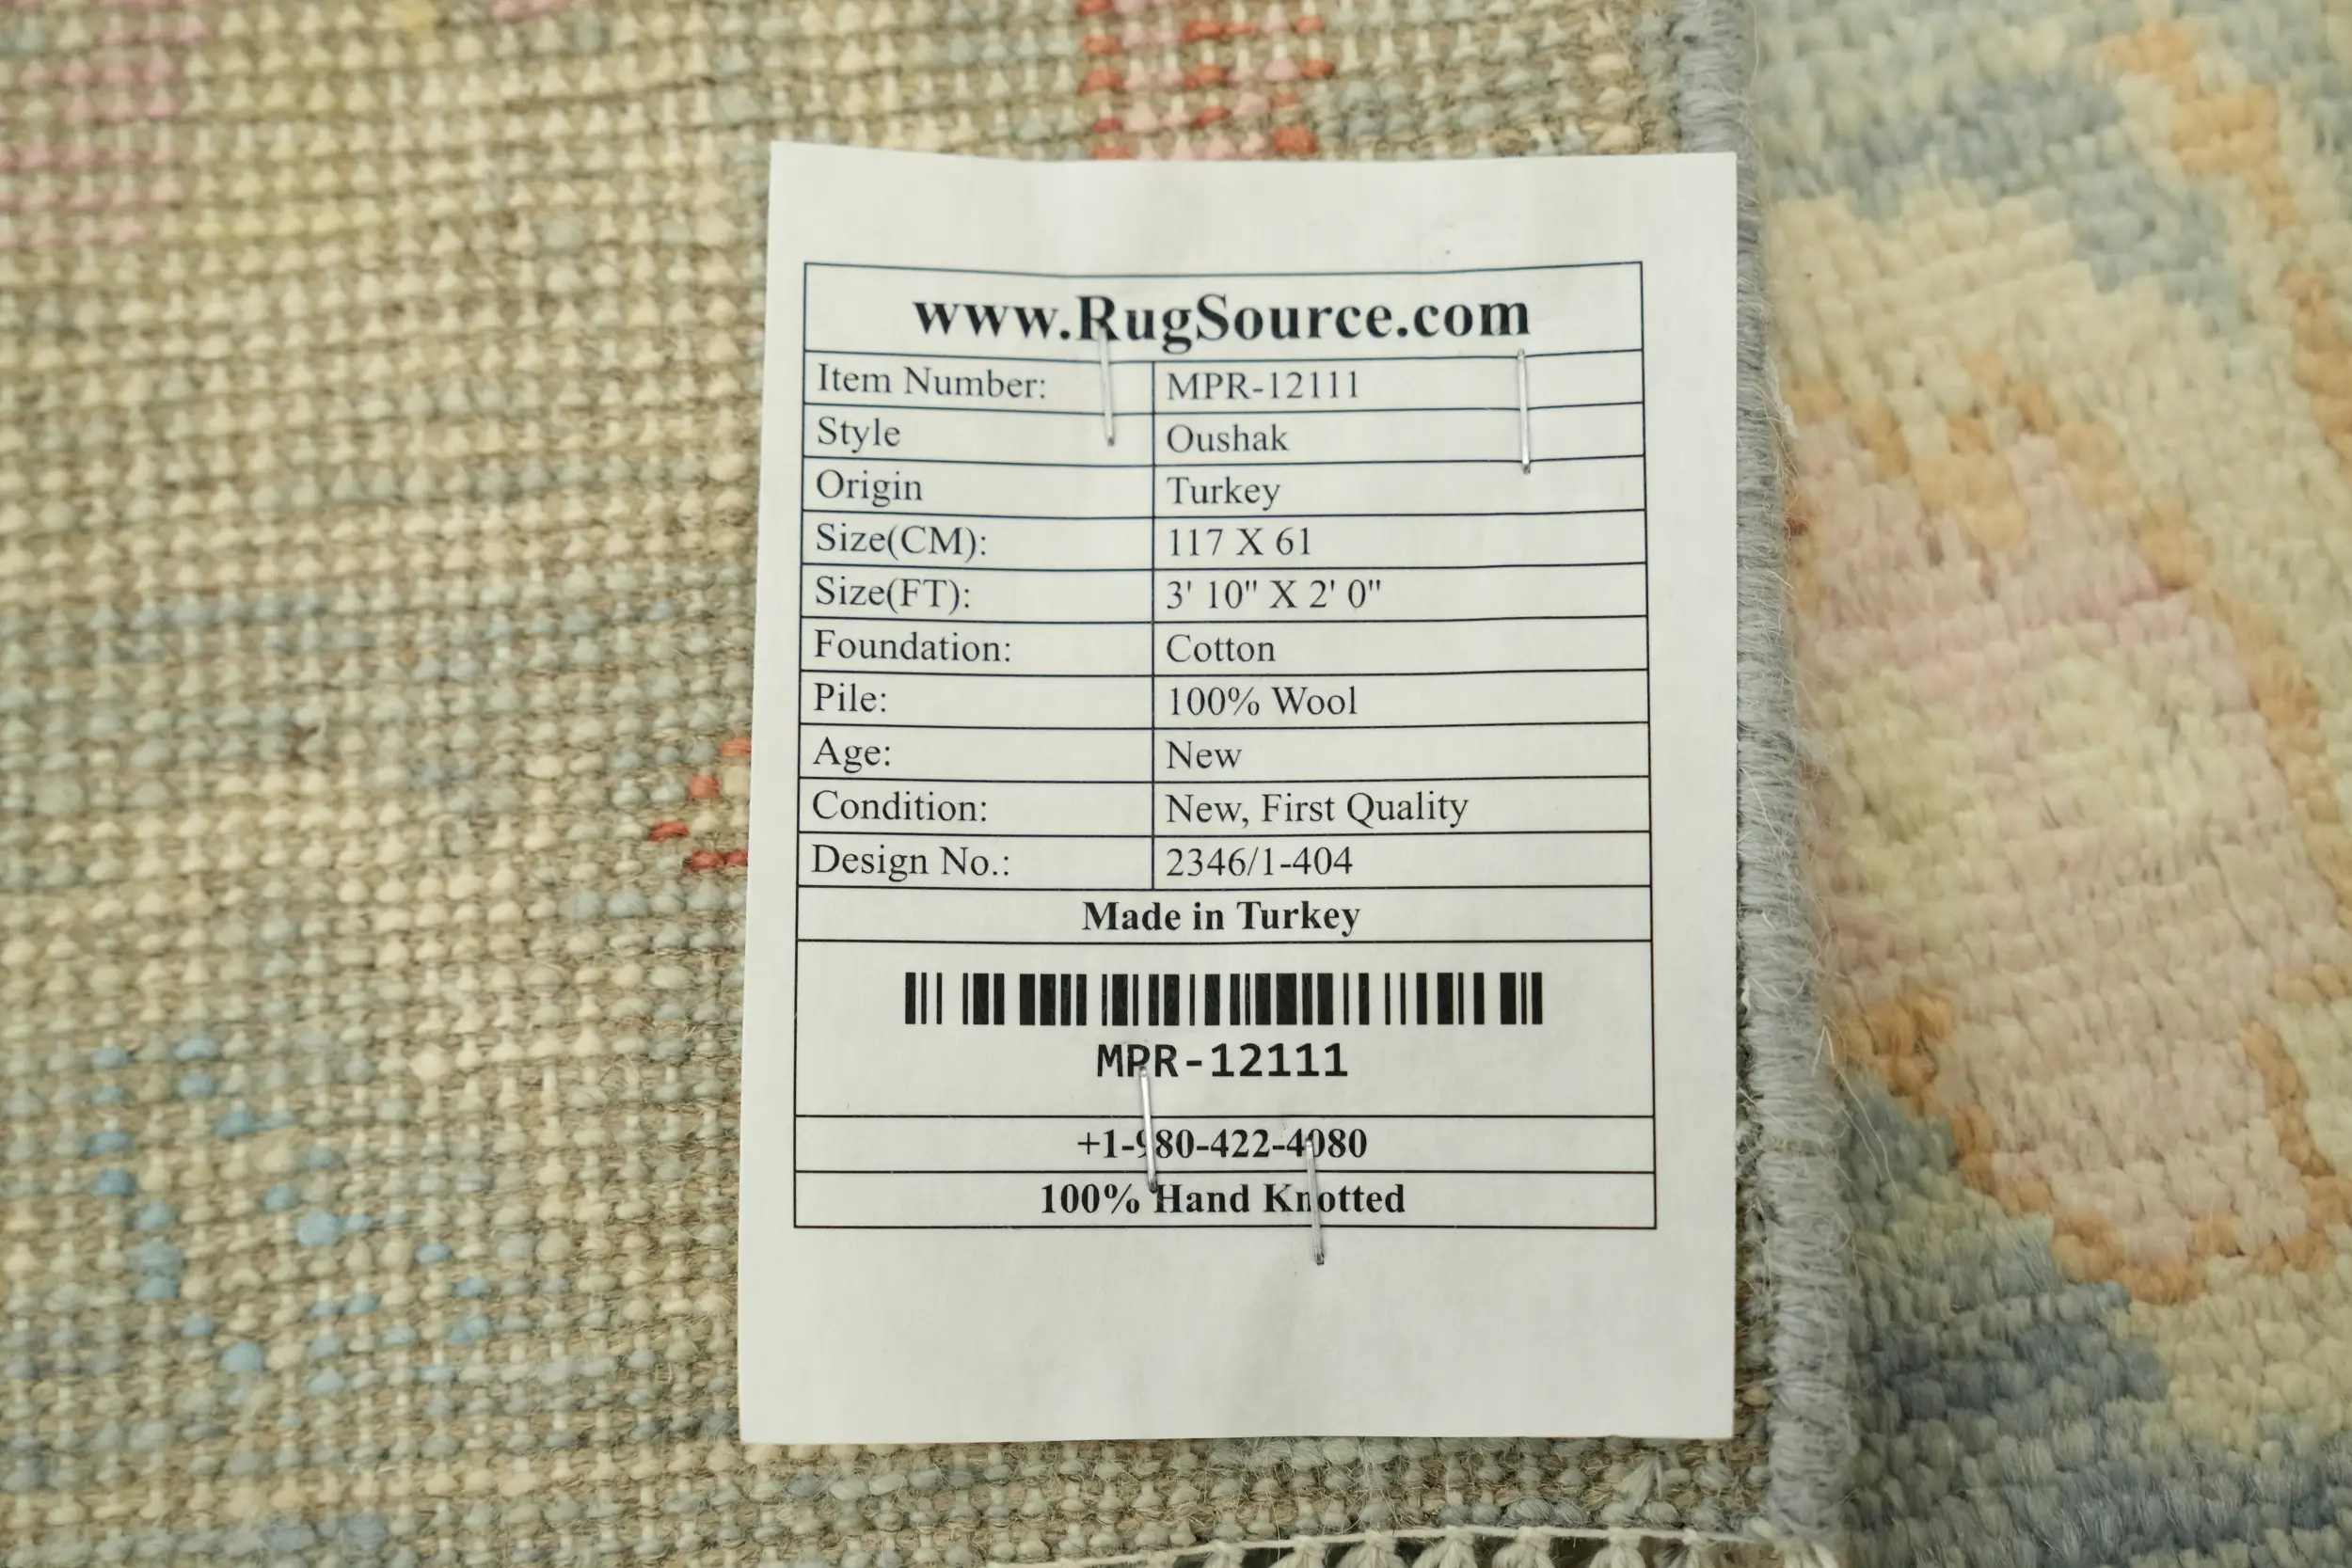 www.RugSource.com
Item Number: MPR-12111
Style Oushak
Origin Turkey
Size(CM): 117 X 61
Size(FT): 3' 10" X 2' 0"
Foundation: Cotton
Pile: 100% Wool
Age: New
Condition: New, First Quality
Design No.: 2346/1-404
Made in Turkey
MPR-12111
+1-980-422-4080
100% Hand Knotted